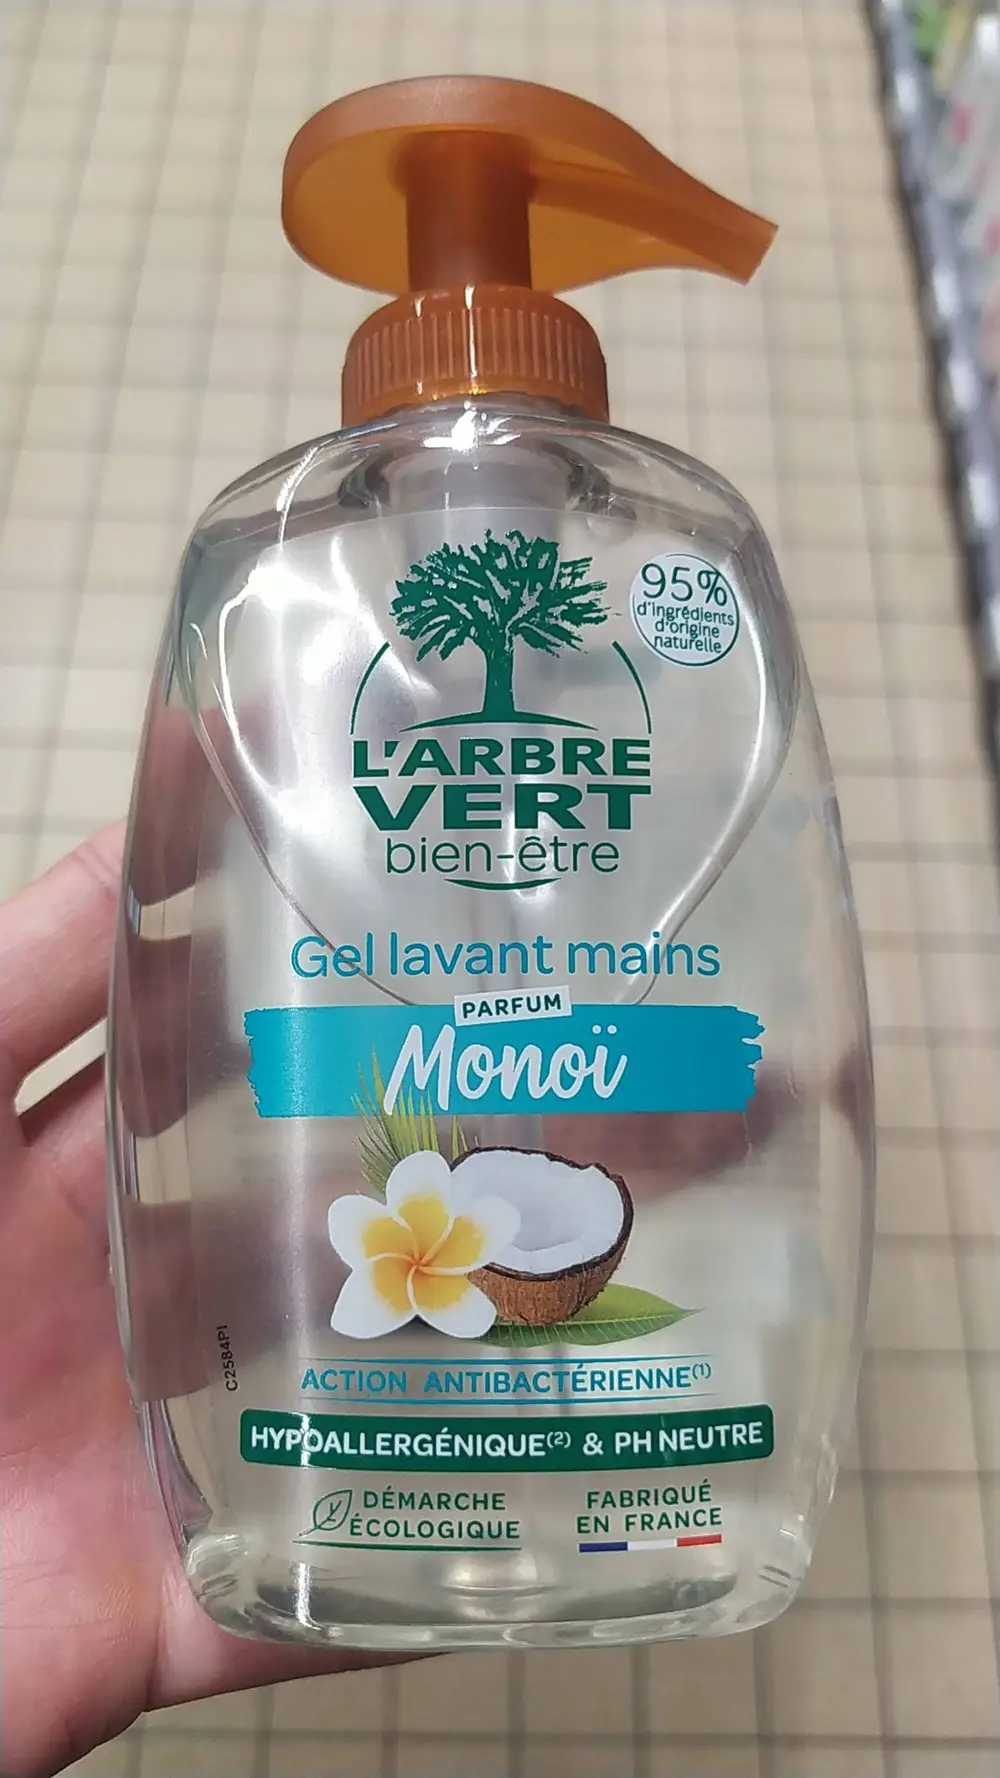 95%
d'ingrédients
d'origine
naturelle
L'ARBRE
VERT
bien-être
Gel lavant mains
PARFUM
Monoï
C2584PI
ACTION ANTIBACTÉRIENNE(1)
HYPOALLERGÉNIQUE(2) & PH NEUTRE
DÉMARCHE
ÉCOLOGIQUE
FABRIQUÉ
EN FRANCE